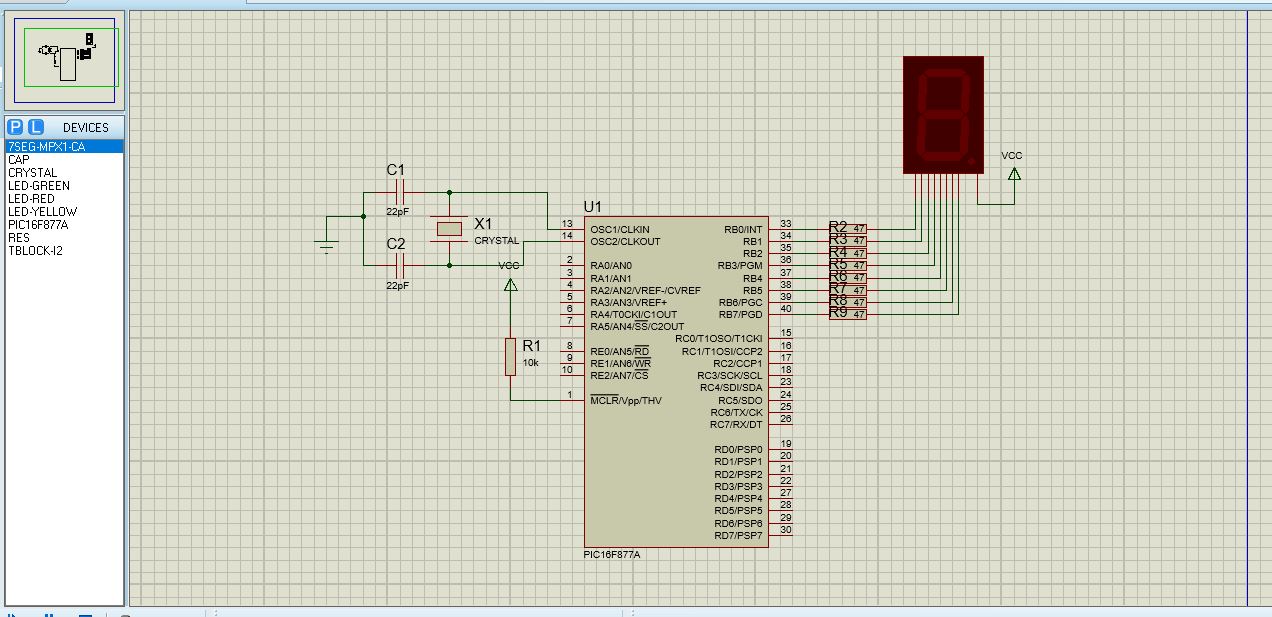 DEVICES
7SEG-MPX1-CA
CAP
CRYSTAL
LED-GREEN
LED-RED
LED-YELLOW
PIC16F877A
RES
TBLOCK-I2
P
L
C1
22pF
C2
22pF
X1
CRYSTAL
VCC
R1
10k
U1
13 OSC1/CLKIN
14 OSC2/CLKOUT
2 RA0/AN0
3 RA1/AN1
4 RA2/AN2/VREF-/CVREF
5 RA3/AN3/VREF+
6 RA4/T0CKI/C1OUT
7 RA5/AN4/SS/C2OUT
8 RE0/AN5/RD
9 RE1/AN6/WR
10 RE2/AN7/CS
1 MCLR/Vpp/THV
RB0/INT 33
RB1 34
RB2 35
RB3/PGM 36
RB4 37
RB5 38
RB6/PGC 39
RB7/PGD 40
RC0/T1OSO/T1CKI 15
RC1/T1OSI/CCP2 16
RC2/CCP1 17
RC3/SCK/SCL 18
RC4/SDI/SDA 23
RC5/SDO 24
RC6/TX/CK 25
RC7/RX/DT 26
RD0/PSP0 19
RD1/PSP1 20
RD2/PSP2 21
RD3/PSP3 22
RD4/PSP4 27
RD5/PSP5 28
RD6/PSP6 29
RD7/PSP7 30
PIC16F877A
R2 47
R3 47
R4 47
R5 47
R6 47
R7 47
R8 47
R9 47
VCC